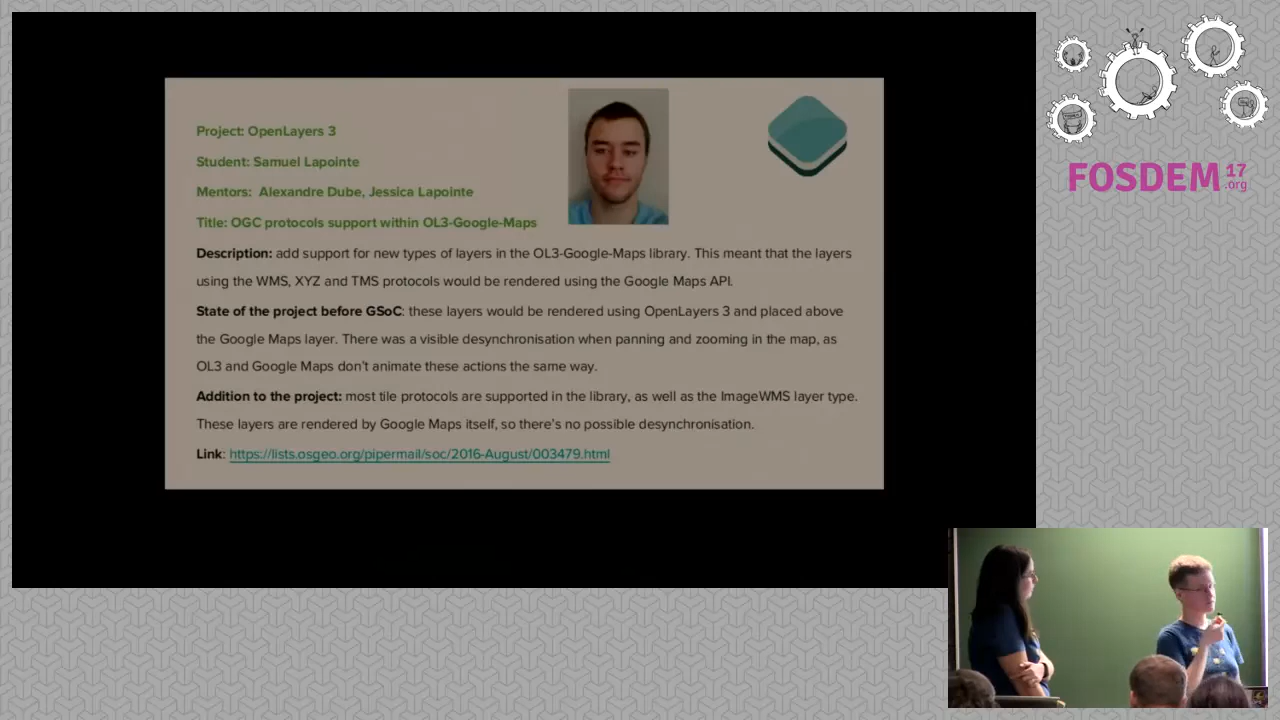 Project: OpenLayers 3
Student: Samuel Lapointe
Mentors: Alexandre Dube, Jessica Lapointe
Title: OGC protocols support within OL3-Google-Maps
Description: add support for new types of layers in the OL3-Google-Maps library. This meant that the layers
using the WMS, XYZ and TMS protocols would be rendered using the Google Maps API.
State of the project before GSoC: these layers would be rendered using OpenLayers 3 and placed above
the Google Maps layer. There was a visible desynchronisation when panning and zooming in the map, as
OL3 and Google Maps don’t animate these actions the same way.
Addition to the project: most tile protocols are supported in the library, as well as the ImageWMS layer type.
These layers are rendered by Google Maps itself, so there’s no possible desynchronisation.
Link: https://lists.osgeo.org/pipermail/soc/2016-August/003479.html
FOSDEM 17
.org